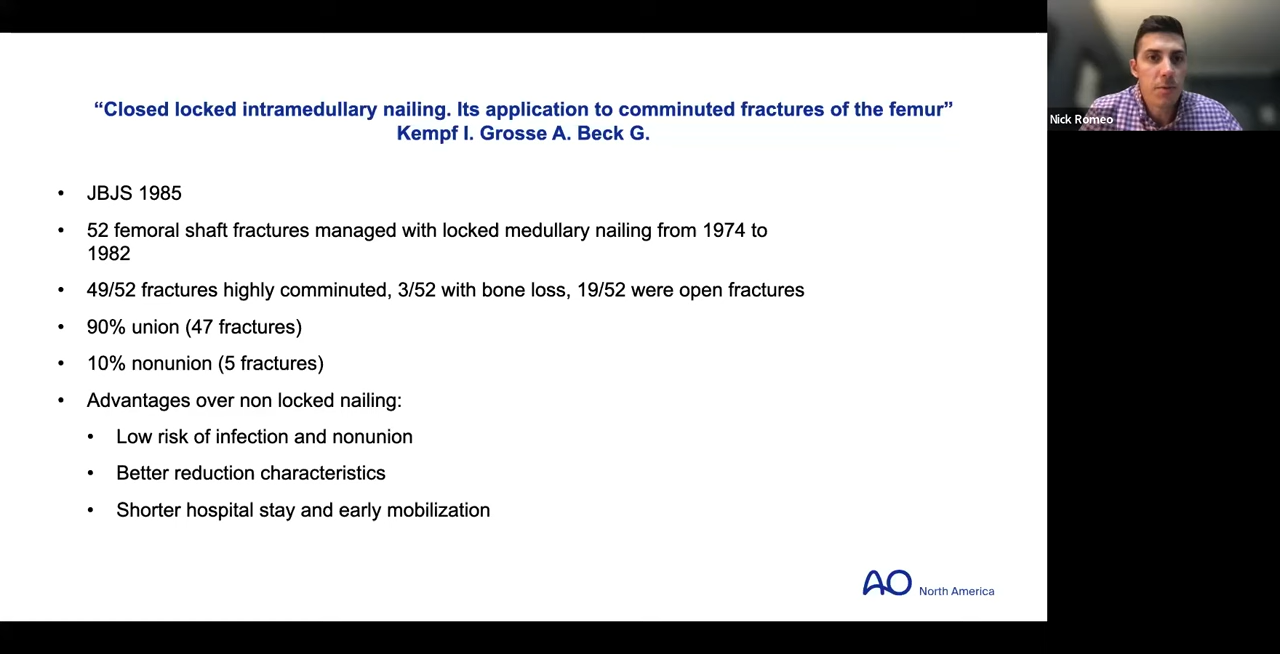 “Closed locked intramedullary nailing. Its application to comminuted fractures of the femur”
Kempf I. Grosse A. Beck G.
• JBJS 1985
• 52 femoral shaft fractures managed with locked medullary nailing from 1974 to
1982
• 49/52 fractures highly comminuted, 3/52 with bone loss, 19/52 were open fractures
• 90% union (47 fractures)
• 10% nonunion (5 fractures)
• Advantages over non locked nailing:
• Low risk of infection and nonunion
• Better reduction characteristics
• Shorter hospital stay and early mobilization
AO North America
Nick Romeo